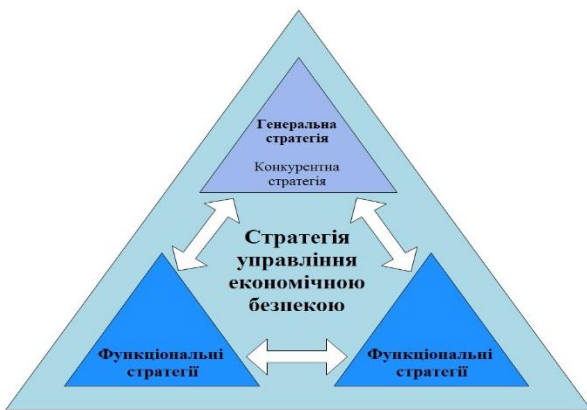 Генеральна
стратегія
Конкурентна
стратегія
Стратегія
управління
економічною
безпекою
Функціональні
стратегії
Функціональні
стратегії